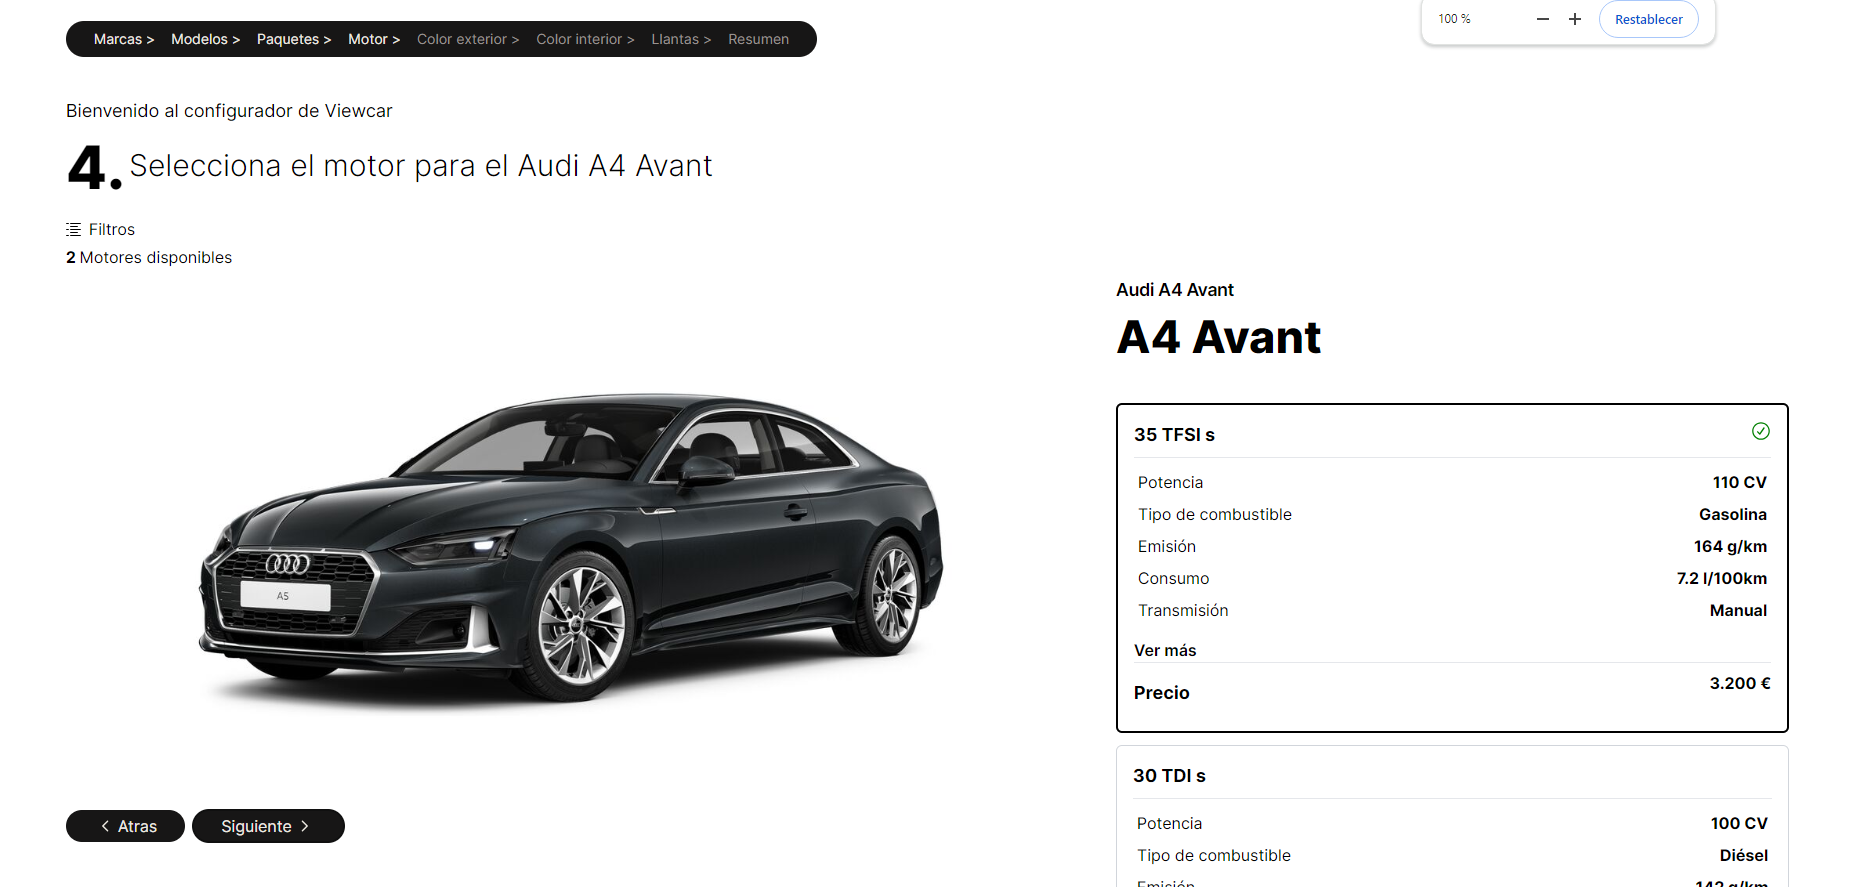 100 %
Restablecer
Marcas > Modelos > Paquetes > Motor > Color exterior > Color interior > Llantas > Resumen
Bienvenido al configurador de Viewcar
4. Selecciona el motor para el Audi A4 Avant
Filtros
2 Motores disponibles
Audi A4 Avant
A4 Avant
35 TFSI s
Potencia 110 CV
Tipo de combustible Gasolina
Emisión 164 g/km
Consumo 7.2 l/100km
Transmisión Manual
Ver más
Precio 3.200 €
A5
30 TDI s
Potencia 100 CV
Tipo de combustible Diésel
Emisión 142 g/km
Atras
Siguiente